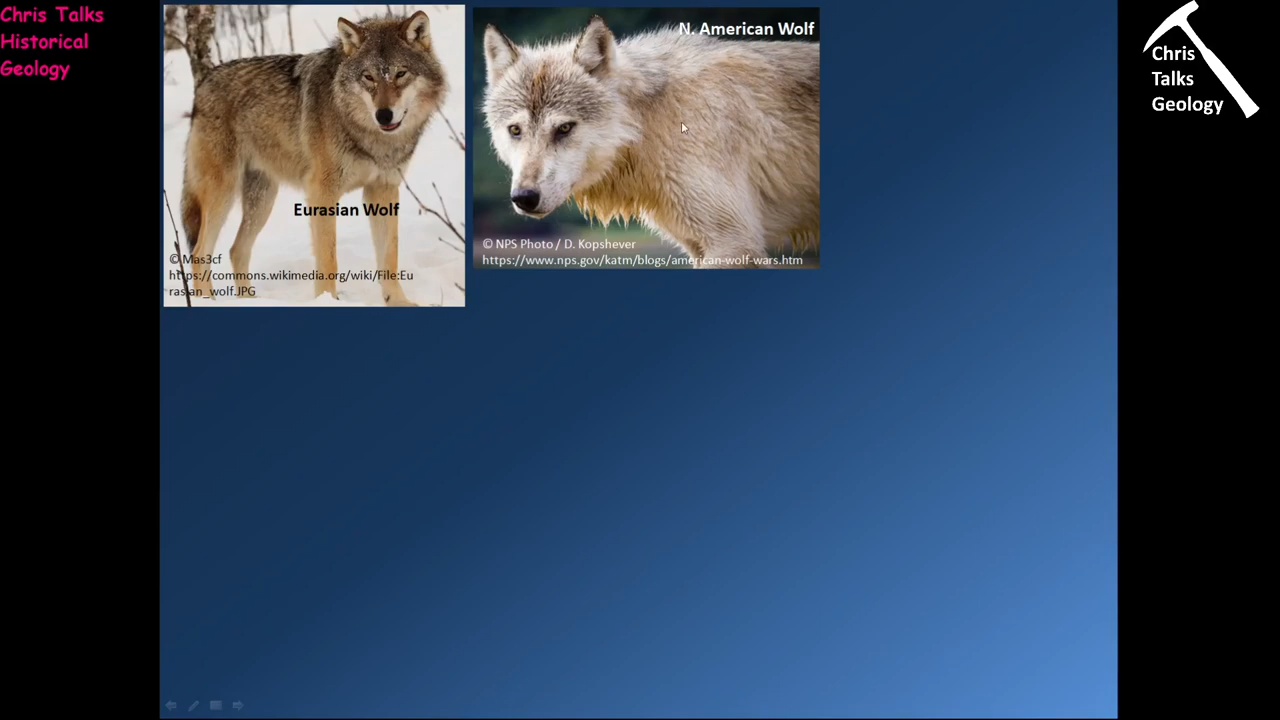 Chris Talks
Historical
Geology
Eurasian Wolf
© Mas3cf
https://commons.wikimedia.org/wiki/File:Eu
rasian_wolf.JPG
N. American Wolf
© NPS Photo / D. Kopshever
https://www.nps.gov/katm/blogs/american-wolf-wars.htm
Chris
Talks
Geology